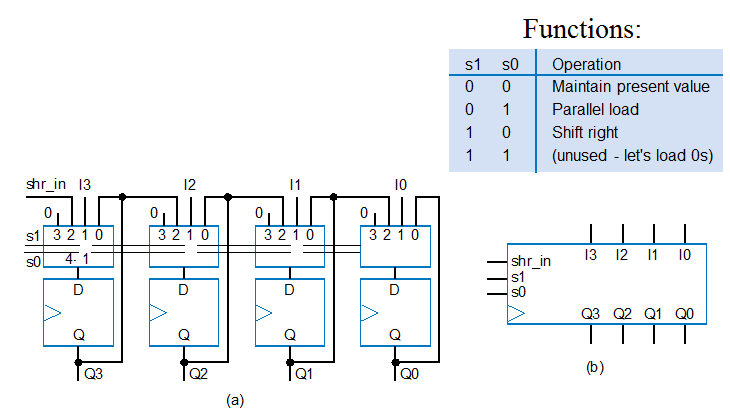 Functions:
s1 s0 Operation
0 0 Maintain present value
0 1 Parallel load
1 0 Shift right
1 1 (unused - let's load 0s)
shr_in I3 I2 I1 I0
0 0 0 0
s1 3 2 1 0 3 2 1 0 3 2 1 0 3 2 1 0
s0 4 1
D D D D
Q Q Q Q
Q3 Q2 Q1 Q0
(a)
I3 I2 I1 I0
shr_in
s1
s0
Q3 Q2 Q1 Q0
(b)